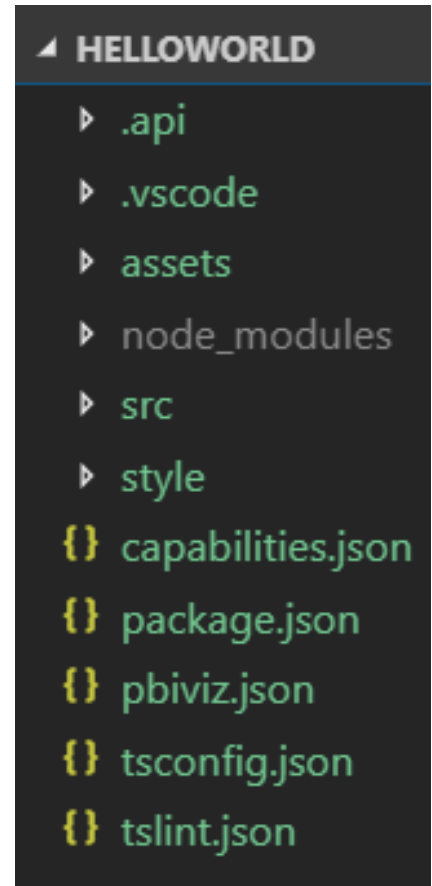 HELLOWORLD
.api
.vscode
assets
node_modules
src
style
{} capabilities.json
{} package.json
{} pbiviz.json
{} tsconfig.json
{} tslint.json